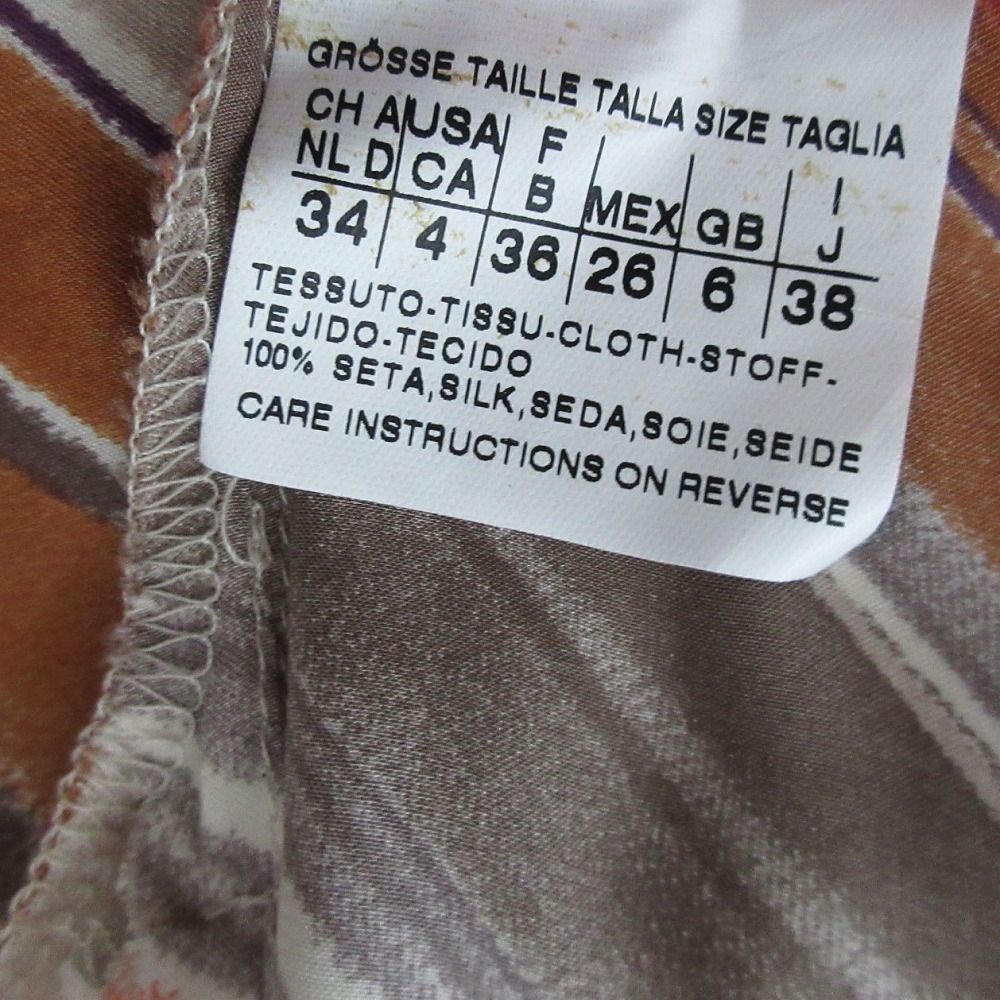 GRÖSSE TAILLE TALLA SIZE TAGLIA
CH A USA F I
NL D CA B MEX GB J
34 4 36 26 6 38
TESSUTO-TISSU-CLOTH-STOFF-
TEJIDO-TECIDO
100% SETA,SILK,SEDA,SOIE,SEIDE
CARE INSTRUCTIONS ON REVERSE